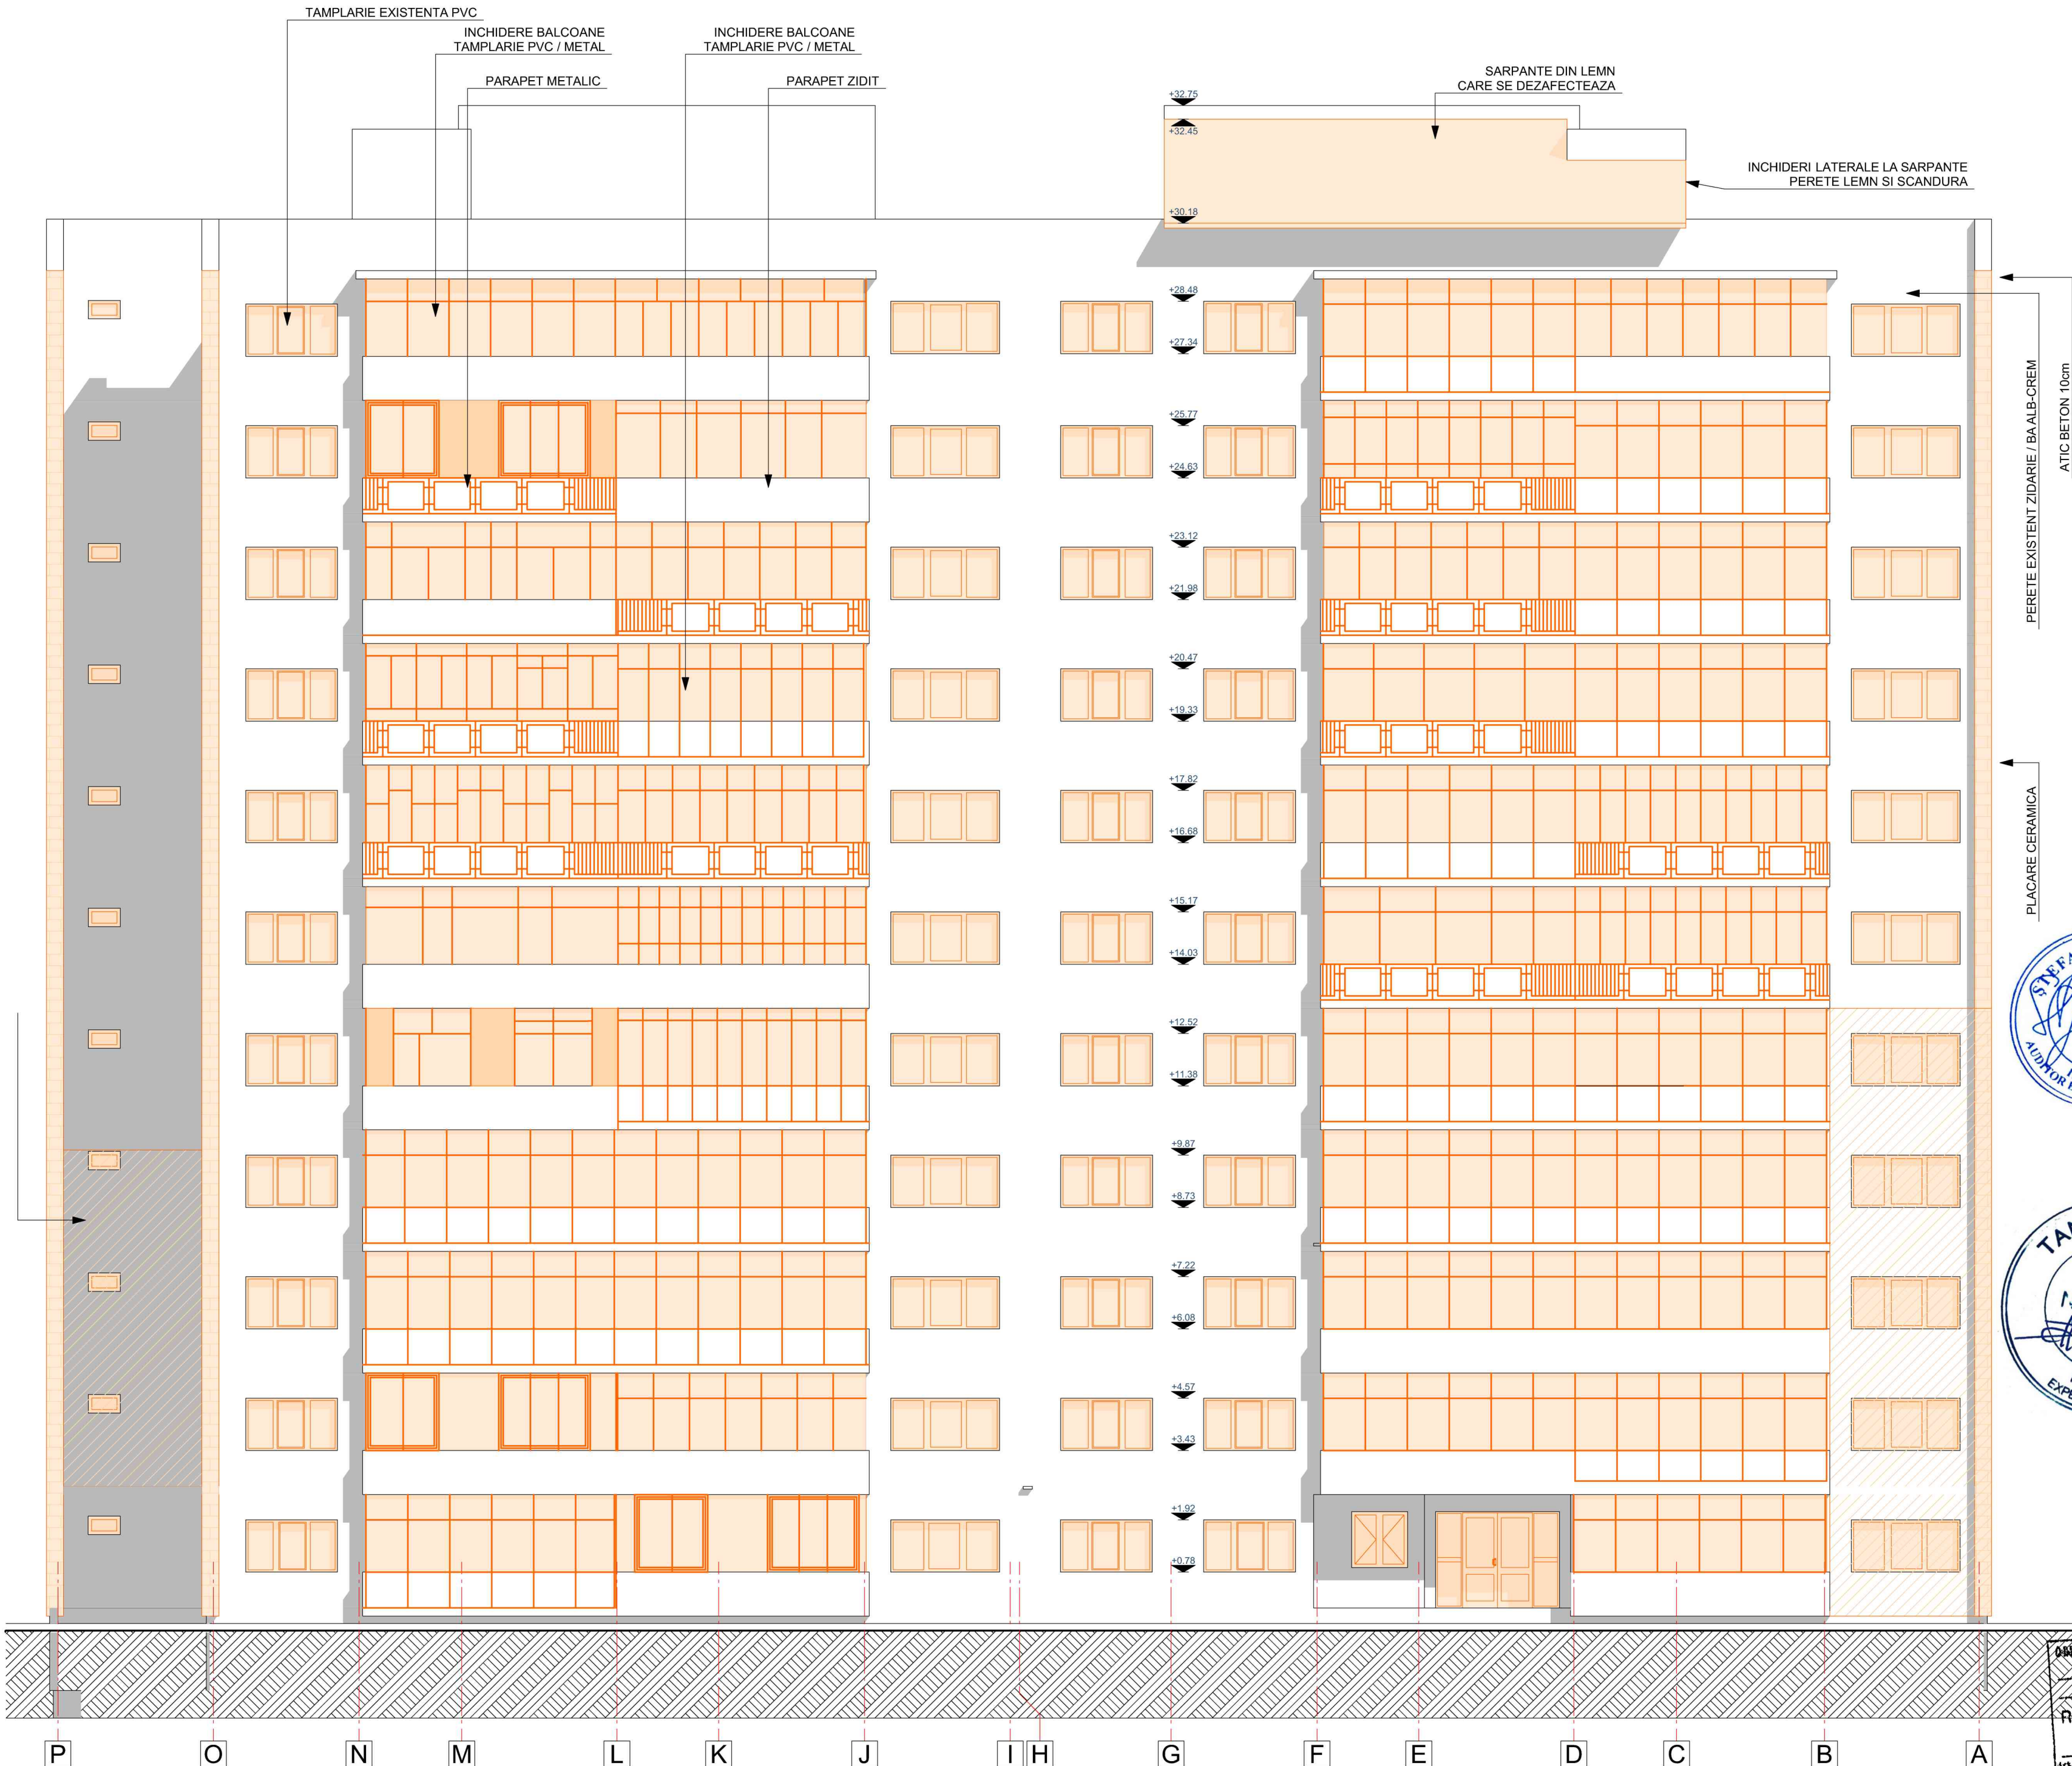 TAMPLARIE EXISTENTA PVC
INCHIDERE BALCOANE
TAMPLARIE PVC / METAL
PARAPET METALIC
INCHIDERE BALCOANE
TAMPLARIE PVC / METAL
PARAPET ZIDIT
SARPANTE DIN LEMN
CARE SE DEZAFECTEAZA
INCHIDERI LATERALE LA SARPANTE
PERETE LEMN SI SCANDURA
+32.75
+32.45
+30.18
+28.48
+27.34
+25.77
+24.63
+23.12
+21.98
+20.47
+19.33
+17.82
+16.68
+15.17
+14.03
+12.52
+11.38
+9.87
+8.73
+7.22
+6.08
+4.57
+3.43
+1.92
+0.78
PERETE EXISTENT ZIDARIE / BA ALB-CREM
ATIC BETON 10cm
PLACARE CERAMICA
AUDITOR
P O N M L K J I H G F E D C B A